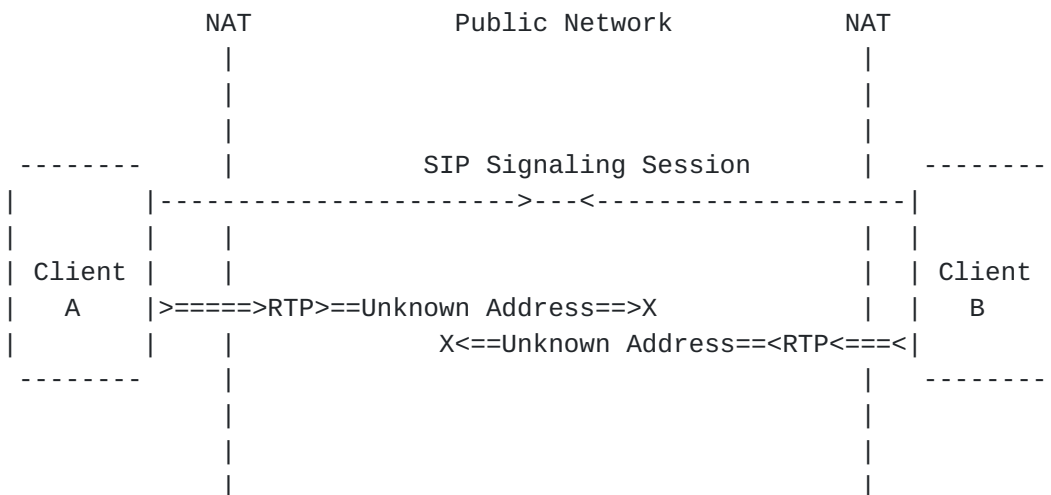 NAT Public Network NAT
| |
| |
| |
-------- | SIP Signaling Session | --------
| |----------------------->---<--------------------|
| | | | |
| Client | | | | Client
| A |>=====>RTP>==Unknown Address==>X | | B
| | | X<==Unknown Address==<RTP<===<|
-------- | | --------
| |
| |
| |